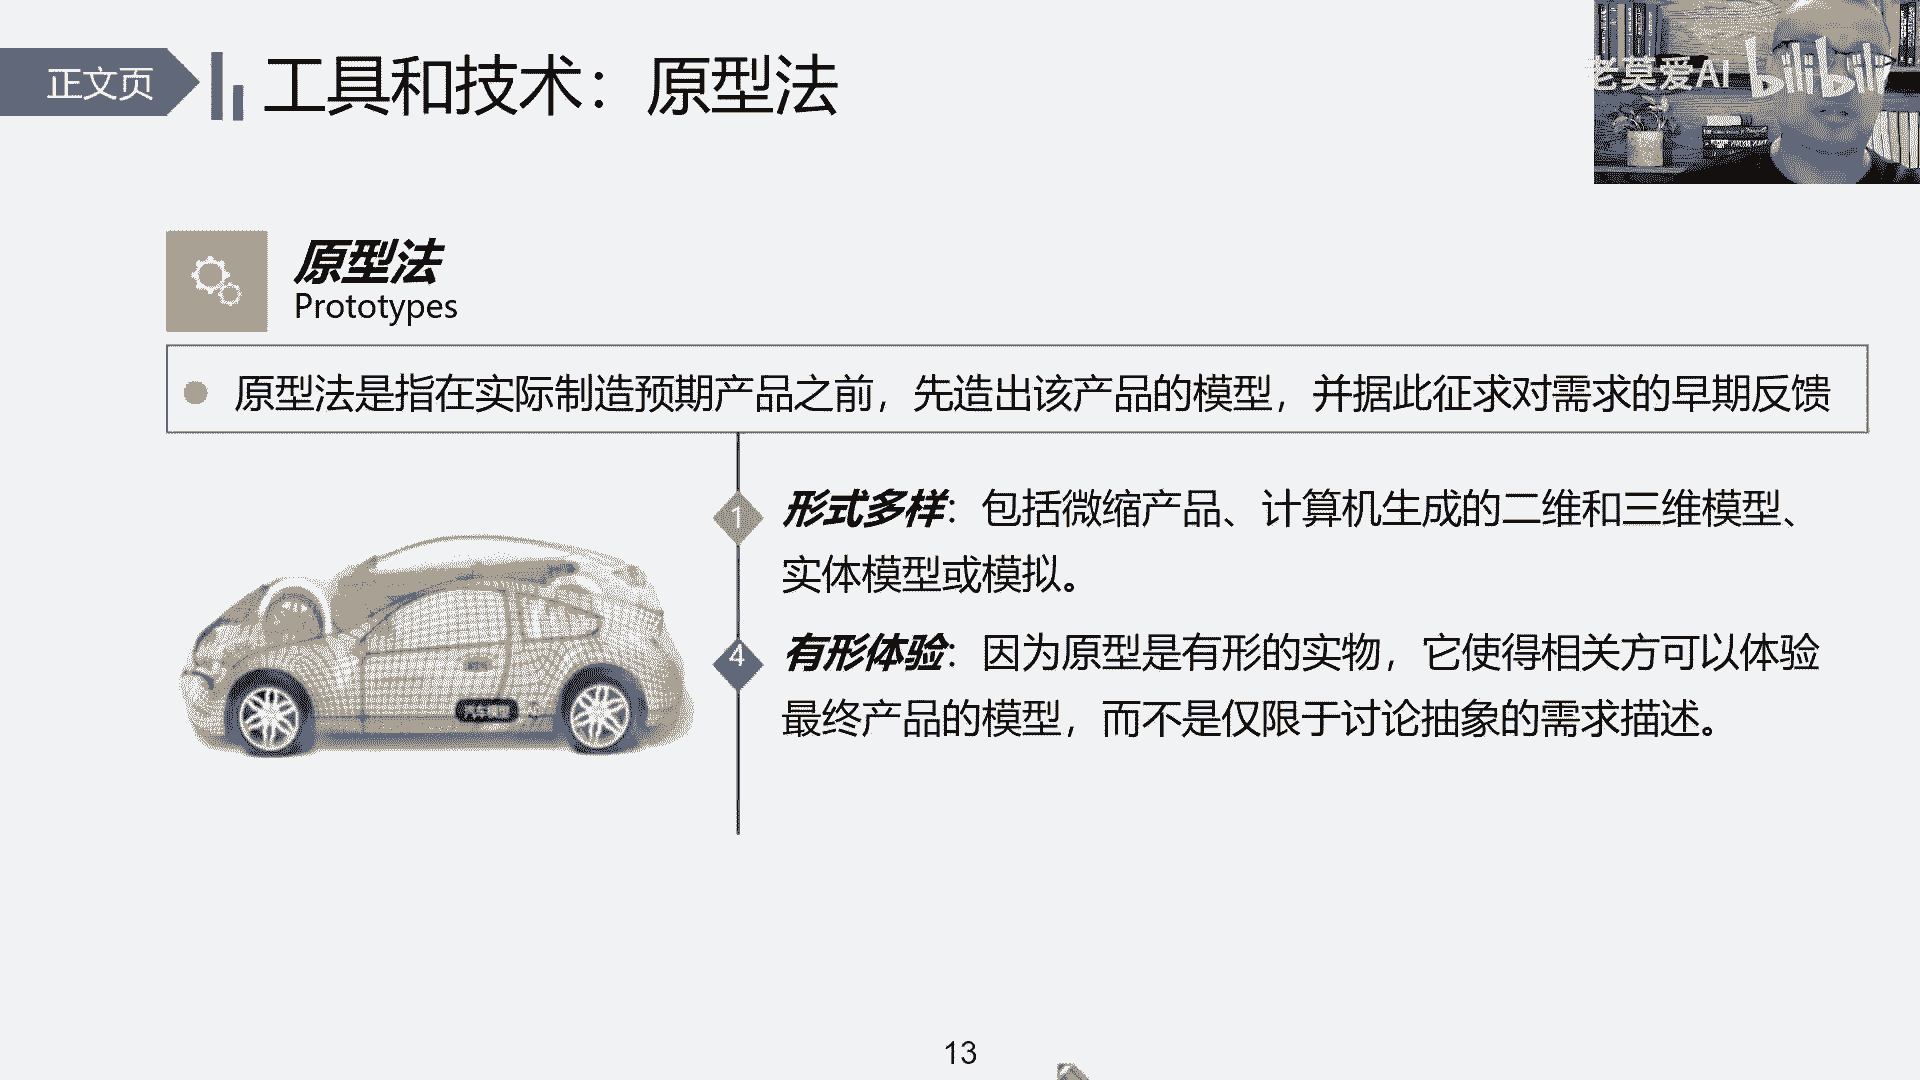 正文页
工具和技术：原型法
老莫爱AI
bilibili
原型法
Prototypes
原型法是指在实际制造预期产品之前，先造出该产品的模型，并据此征求对需求的早期反馈
1
形式多样：包括微缩产品、计算机生成的二维和三维模型、
实体模型或模拟。
4
有形体验：因为原型是有形的实物，它使得相关方可以体验
最终产品的模型，而不是仅限于讨论抽象的需求描述。
13